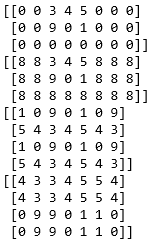 [[0 0 3 4 5 0 0 0]
 [0 0 9 0 1 0 0 0]
 [0 0 0 0 0 0 0 0]]
[[8 8 3 4 5 8 8 8]
 [8 8 9 0 1 8 8 8]
 [8 8 8 8 8 8 8 8]]
[[1 0 9 0 1 0 9]
 [5 4 3 4 5 4 3]
 [1 0 9 0 1 0 9]
 [5 4 3 4 5 4 3]]
[[4 3 3 4 5 5 4]
 [4 3 3 4 5 5 4]
 [0 9 9 0 1 1 0]
 [0 9 9 0 1 1 0]]